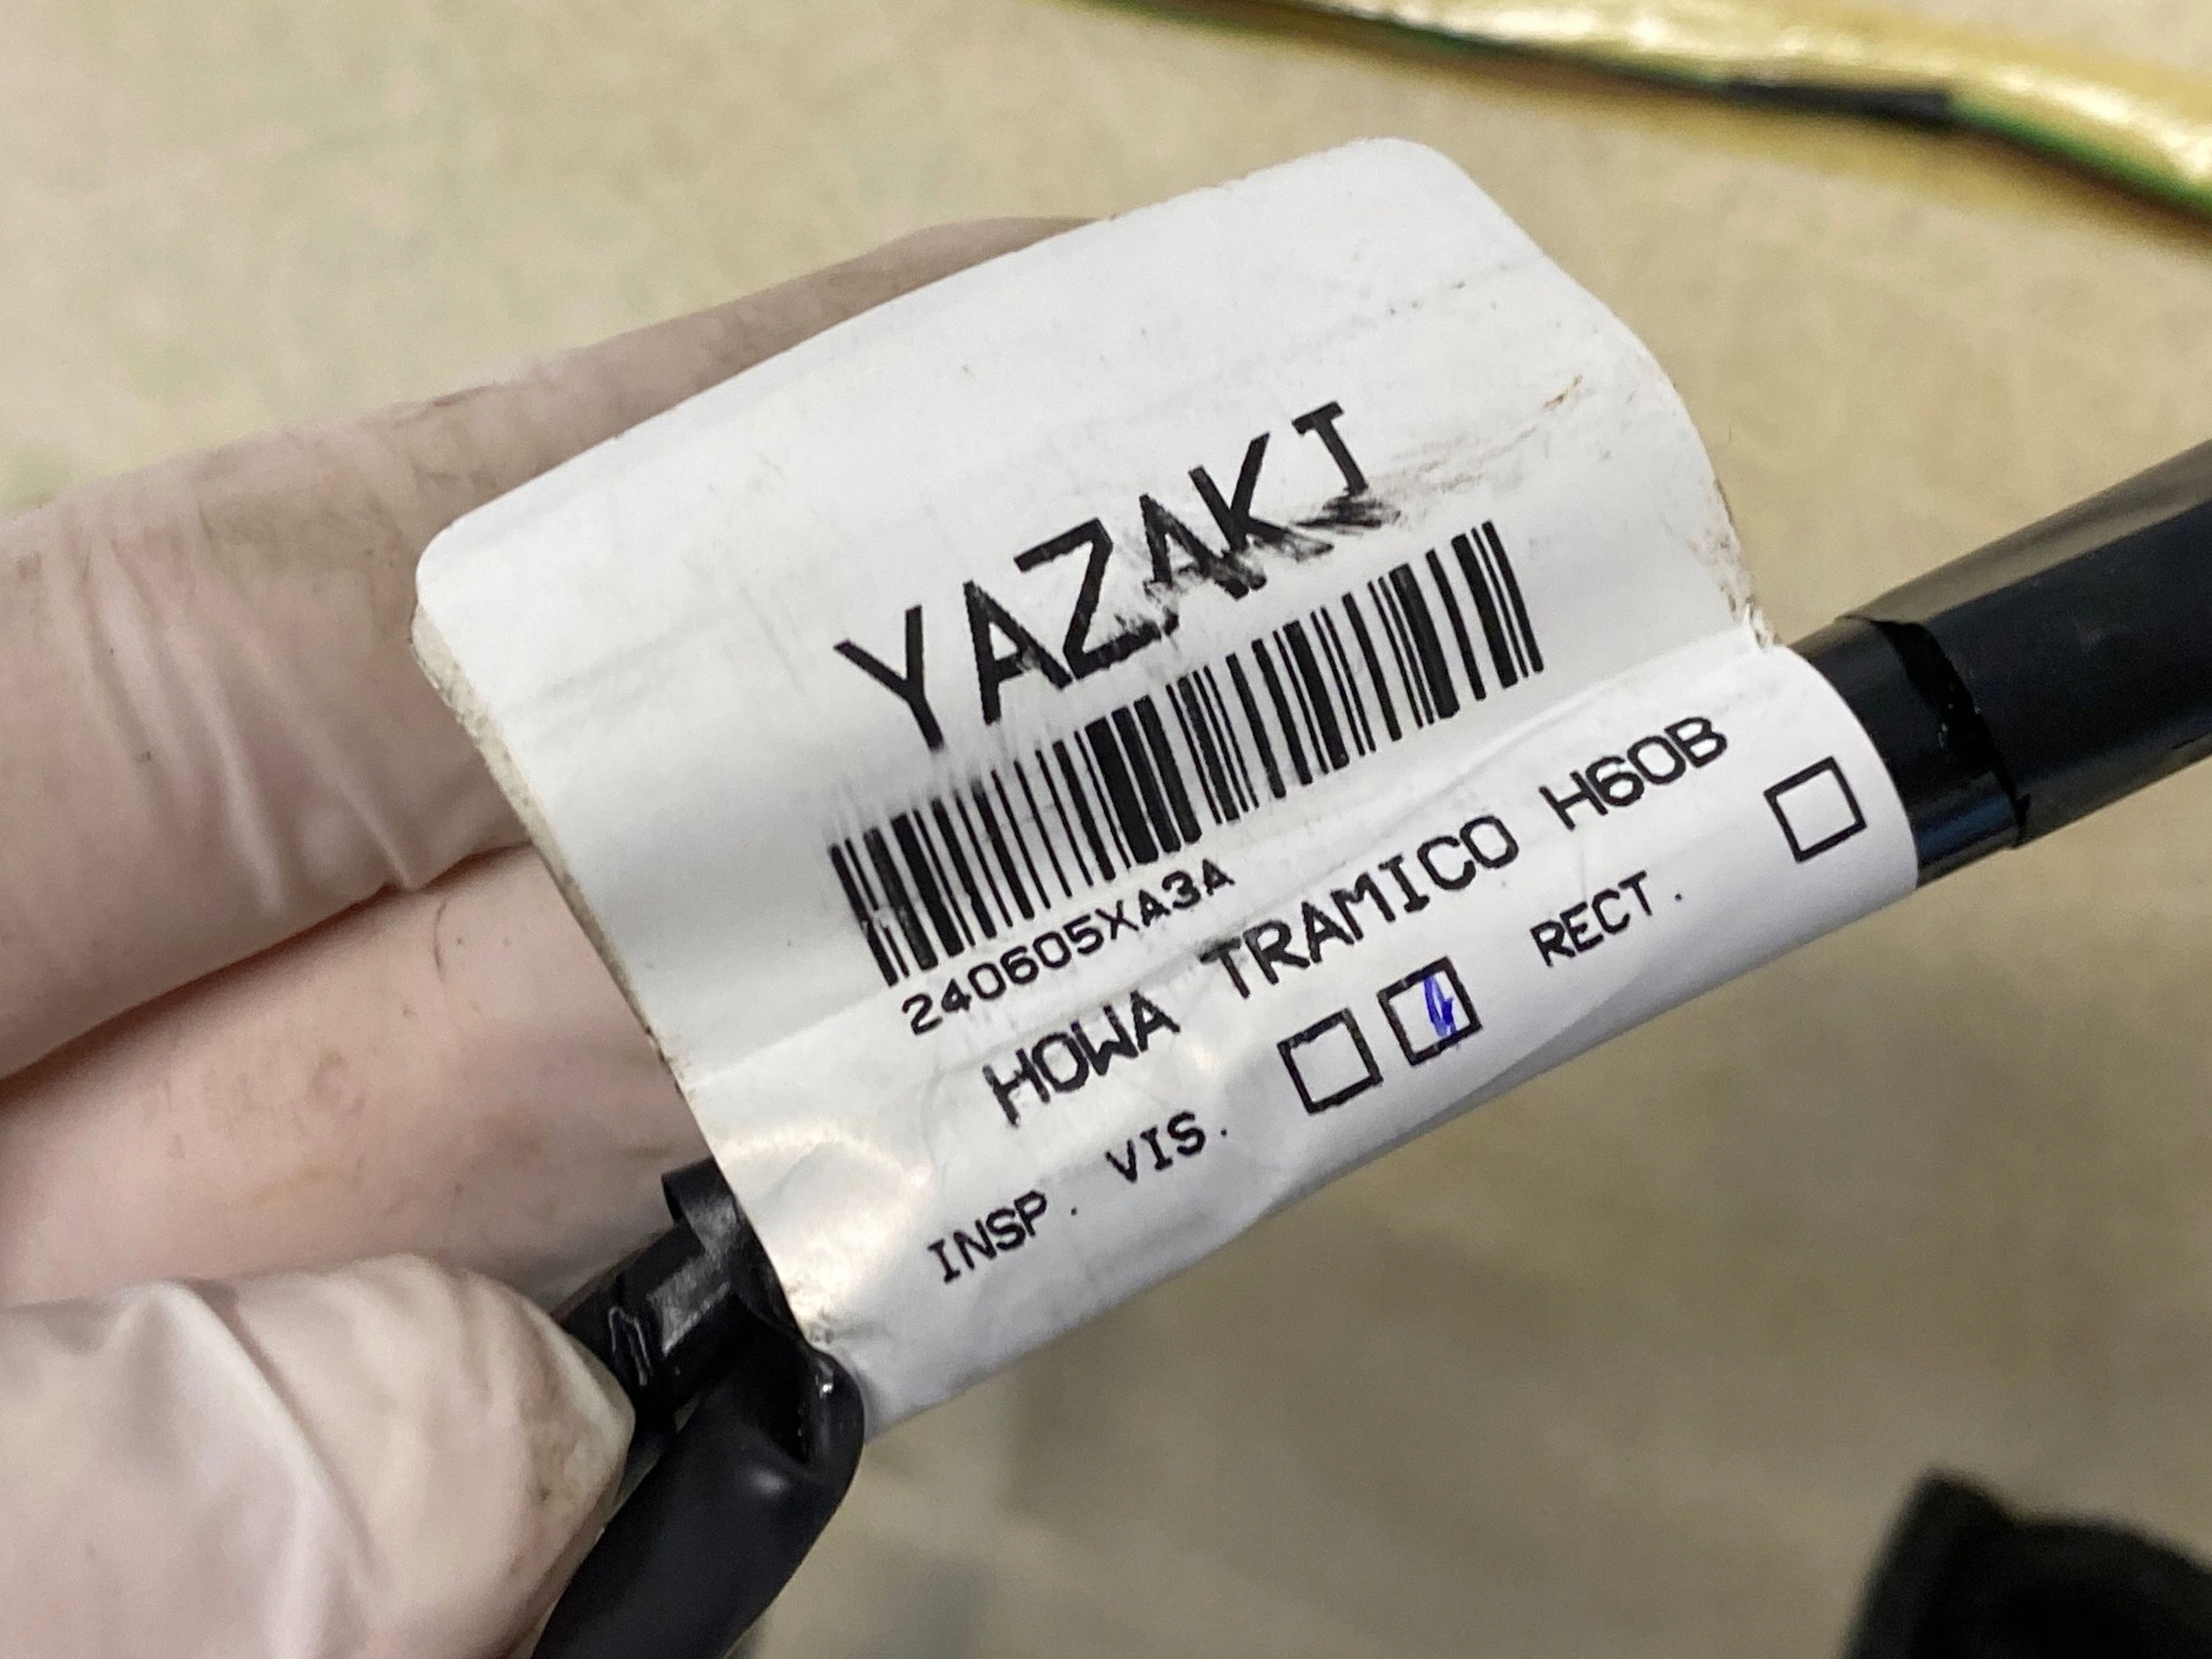 YAZAKI
240605XA3A
HOWA TRAMICO H60B
INSP. VIS. RECT.